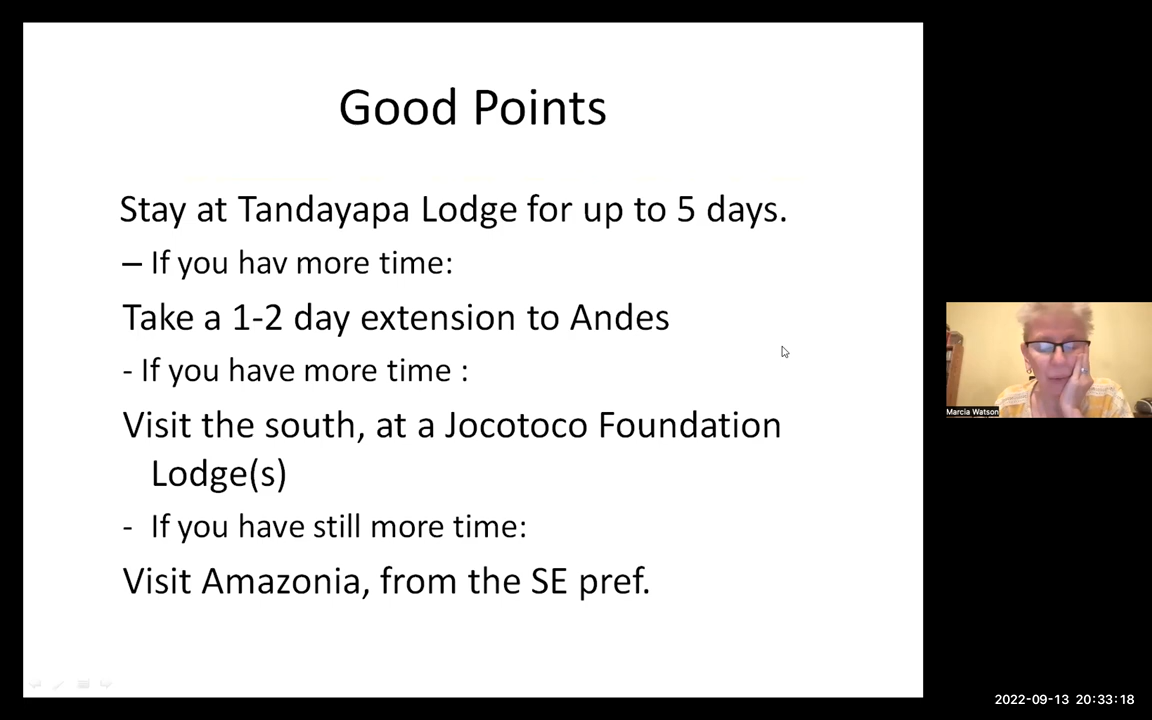 Good Points
Stay at Tandayapa Lodge for up to 5 days.
– If you hav more time:
Take a 1-2 day extension to Andes
- If you have more time :
Visit the south, at a Jocotoco Foundation
Lodge(s)
- If you have still more time:
Visit Amazonia, from the SE pref.
Marcia Watson
2022-09-13 20:33:18